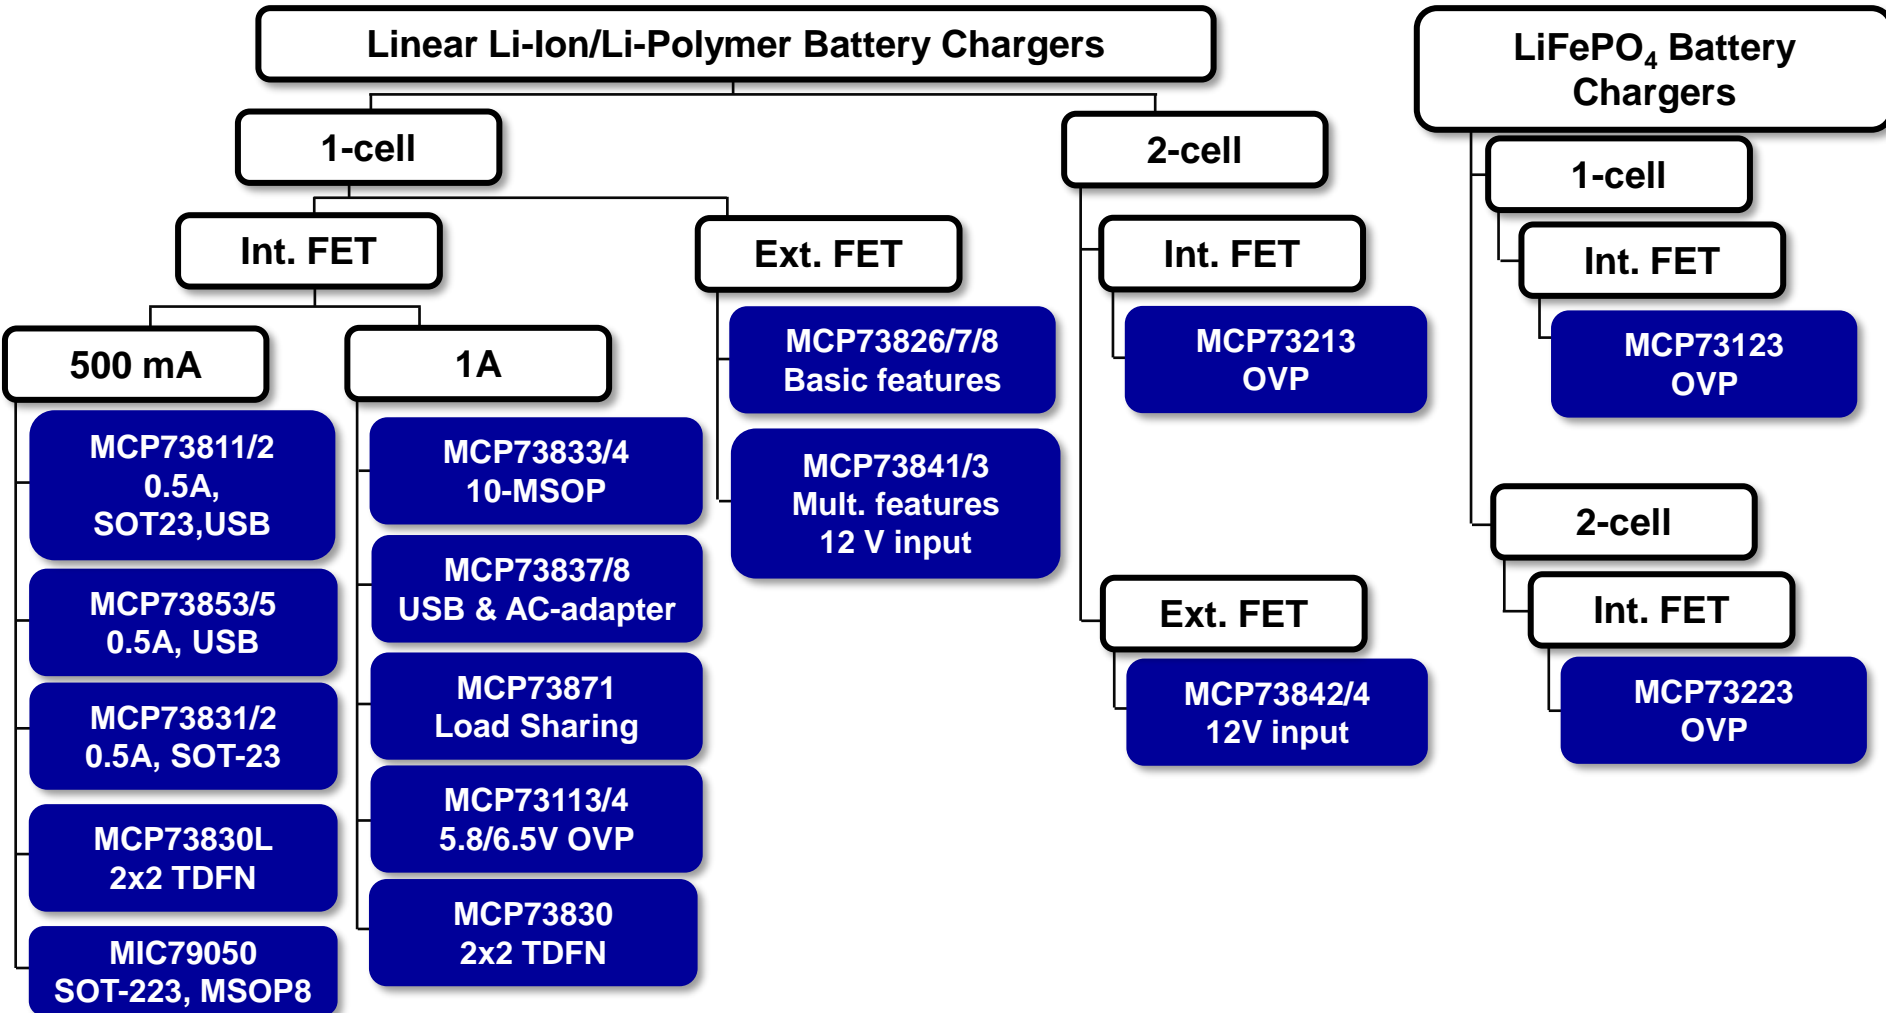 Linear Li-Ion/Li-Polymer Battery Chargers
1-cell
Int. FET
500 mA
MCP73811/2
0.5A,
SOT23,USB
MCP73853/5
0.5A, USB
MCP73831/2
0.5A, SOT-23
MCP73830L
2x2 TDFN
MIC79050
SOT-223, MSOP8
1A
MCP73833/4
10-MSOP
MCP73837/8
USB & AC-adapter
MCP73871
Load Sharing
MCP73113/4
5.8/6.5V OVP
MCP73830
2x2 TDFN
Ext. FET
MCP73826/7/8
Basic features
MCP73841/3
Mult. features
12 V input
2-cell
Int. FET
MCP73213
OVP
Ext. FET
MCP73842/4
12V input
LiFePO₄ Battery
Chargers
1-cell
Int. FET
MCP73123
OVP
2-cell
Int. FET
MCP73223
OVP